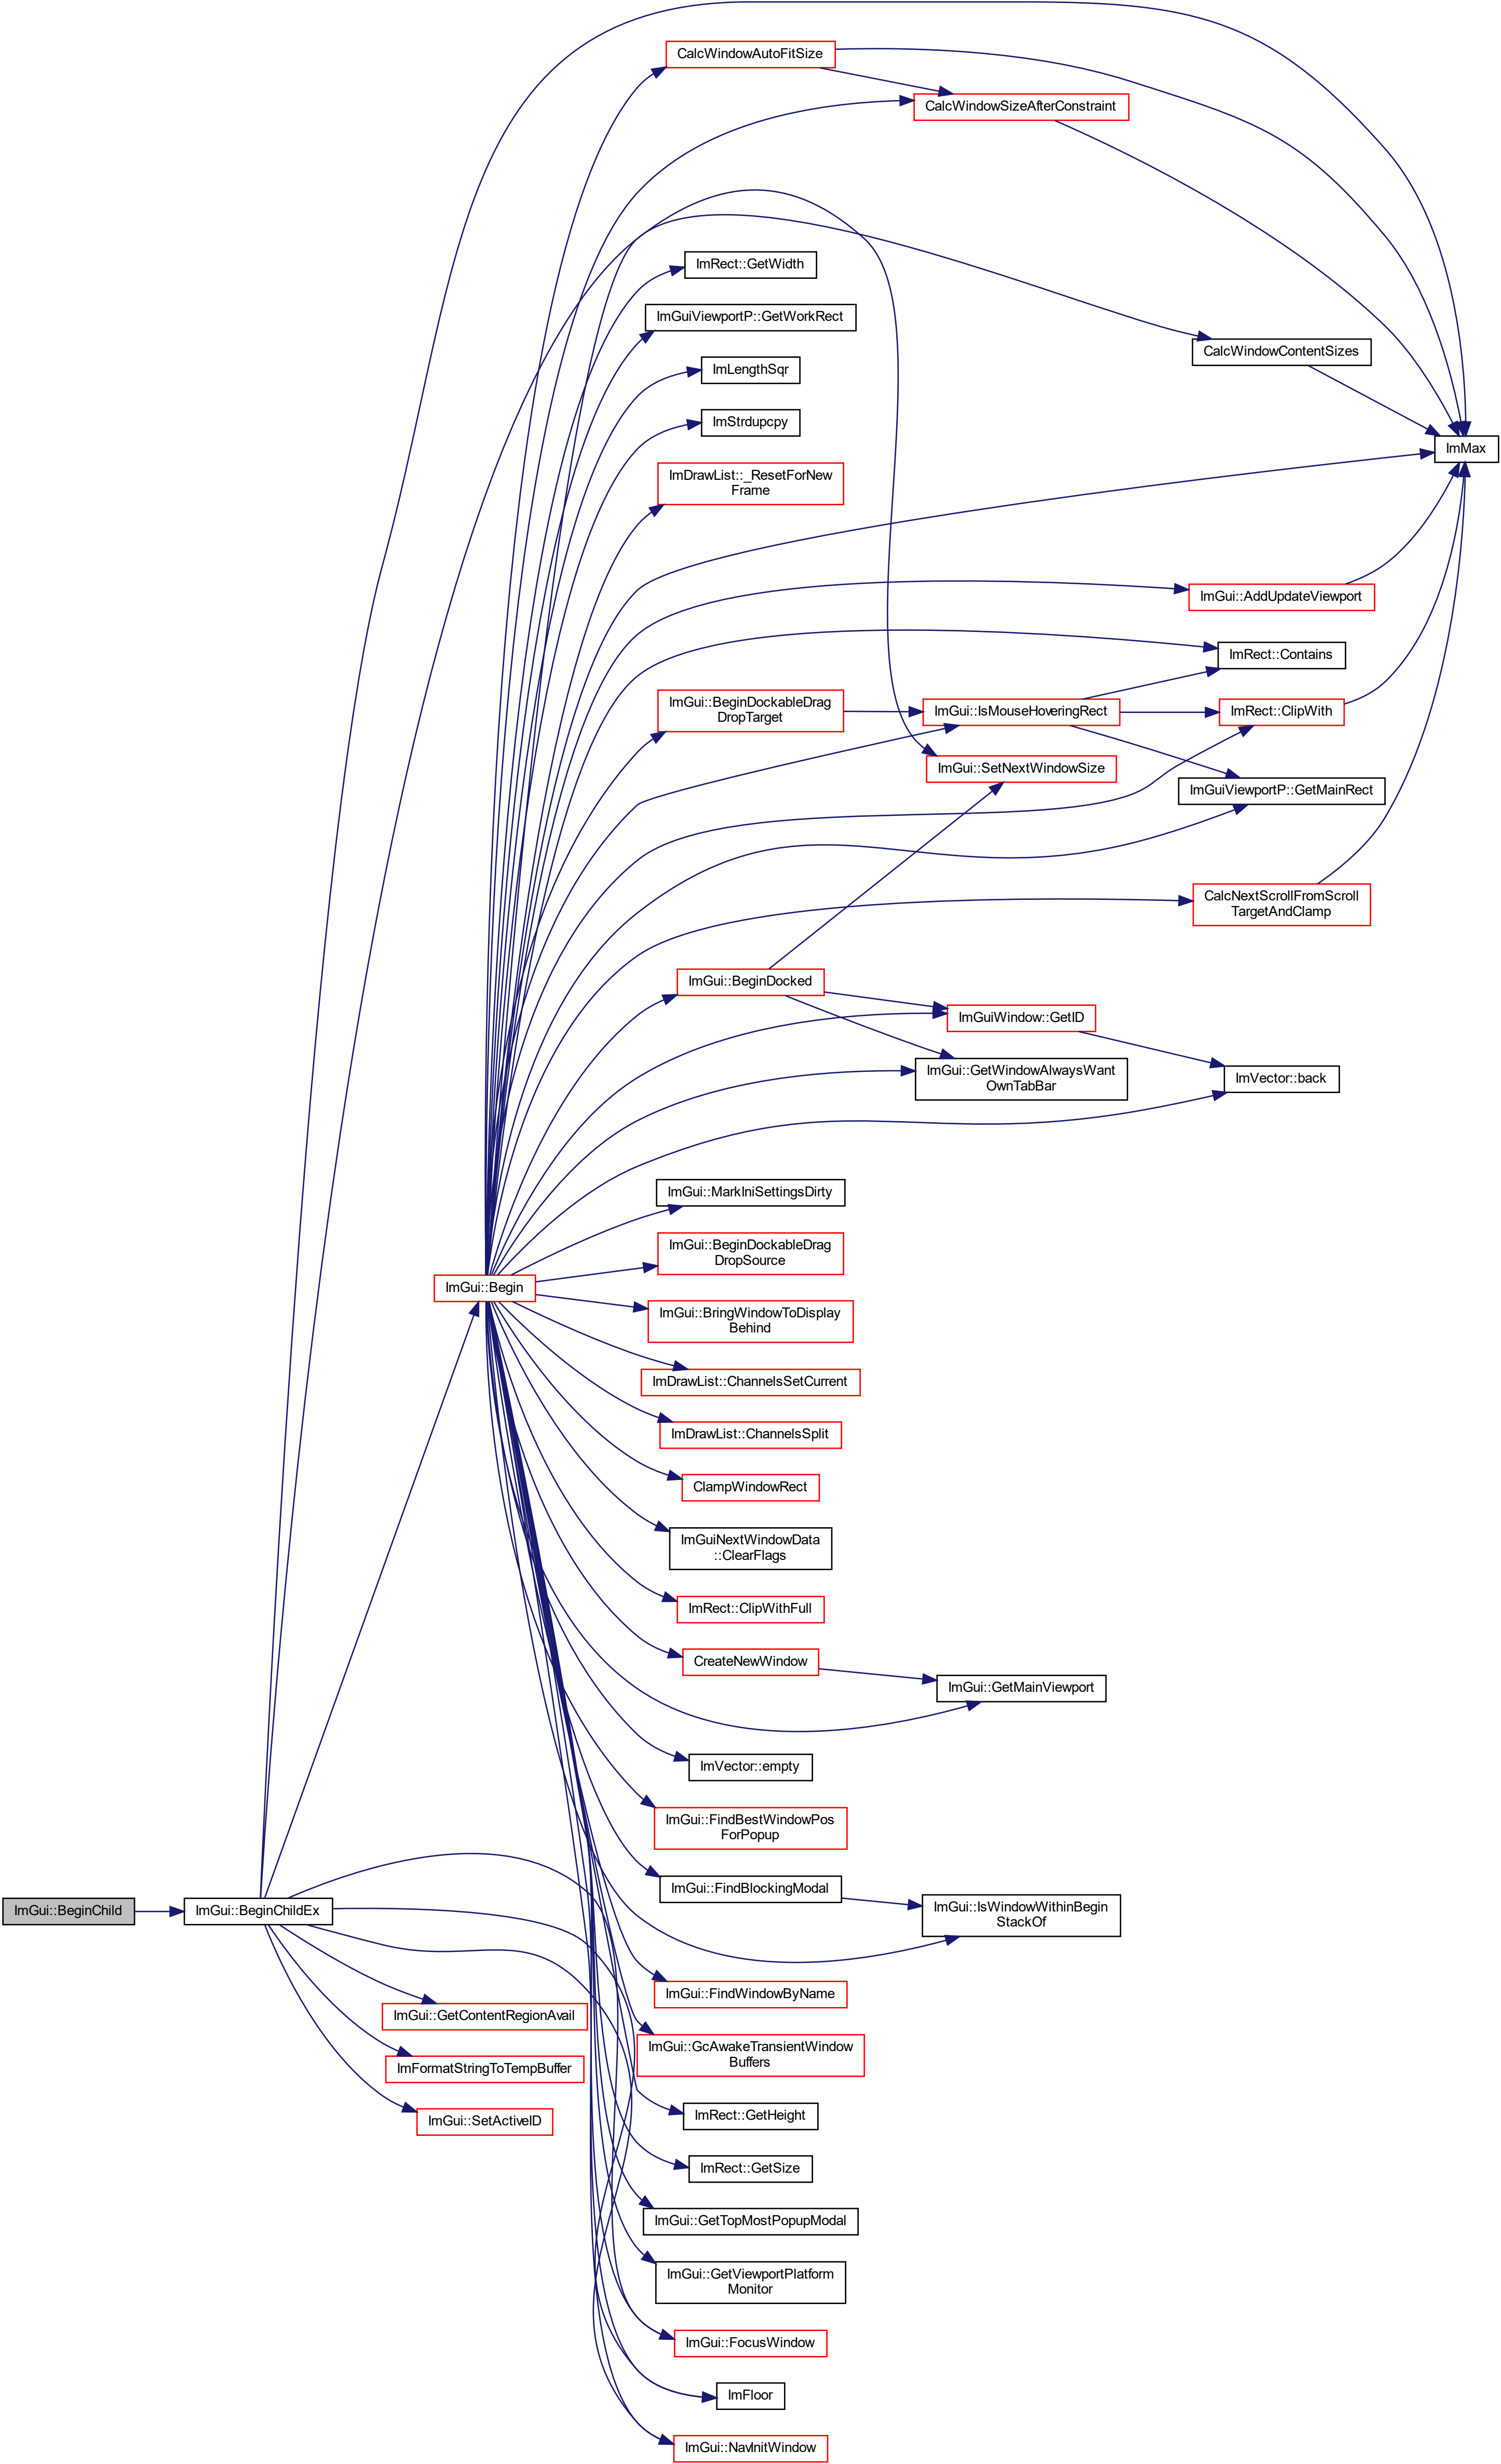 CalcWindowAutoFitSize
CalcWindowSizeAfterConstraint
ImRect::GetWidth
ImGuiViewportP::GetWorkRect
CalcWindowContentSizes
ImLengthSqr
ImStrdupcpy
ImMax
ImDrawList::_ResetForNew
Frame
ImGui::AddUpdateViewport
ImRect::Contains
ImGui::BeginDockableDrag
DropTarget
ImGui::IsMouseHoveringRect
ImRect::ClipWith
ImGui::SetNextWindowSize
ImGuiViewportP::GetMainRect
CalcNextScrollFromScroll
TargetAndClamp
ImGui::BeginDocked
ImGuiWindow::GetID
ImGui::GetWindowAlwaysWant
OwnTabBar
ImVector::back
ImGui::MarkIniSettingsDirty
ImGui::BeginDockableDrag
DropSource
ImGui::Begin
ImGui::BringWindowToDisplay
Behind
ImDrawList::ChannelsSetCurrent
ImDrawList::ChannelsSplit
ClampWindowRect
ImGuiNextWindowData
::ClearFlags
ImRect::ClipWithFull
CreateNewWindow
ImGui::GetMainViewport
ImVector::empty
ImGui::FindBestWindowPos
ForPopup
ImGui::FindBlockingModal
ImGui::IsWindowWithinBegin
StackOf
ImGui::BeginChild
ImGui::BeginChildEx
ImGui::FindWindowByName
ImGui::GetContentRegionAvail
ImGui::GcAwakeTransientWindow
Buffers
ImFormatStringToTempBuffer
ImGui::SetActiveID
ImRect::GetHeight
ImRect::GetSize
ImGui::GetTopMostPopupModal
ImGui::GetViewportPlatform
Monitor
ImGui::FocusWindow
ImFloor
ImGui::NavInitWindow